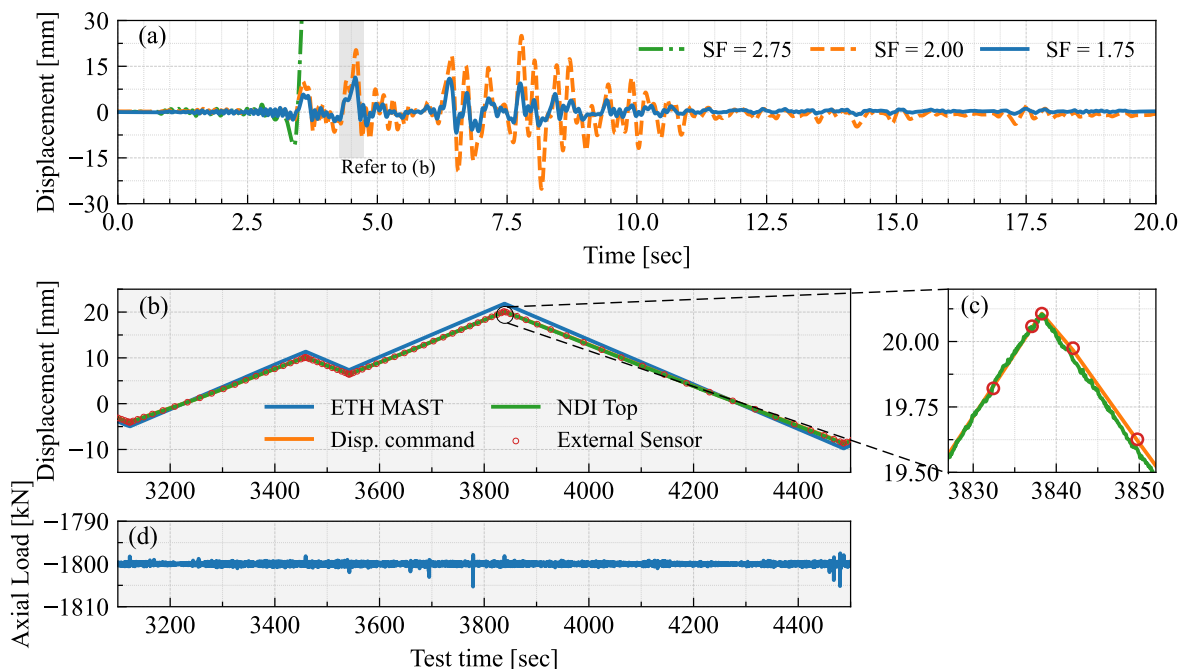 (a)
SF = 2.75 SF = 2.00 SF = 1.75
Displacement [mm]
30
15
0
−15
−30
Refer to (b)
0.0 2.5 5.0 7.5 10.0 12.5 15.0 17.5 20.0
Time [sec]
(b)
Displacement [mm]
20
10
0
−10
ETH MAST NDI Top
Disp. command External Sensor
3200 3400 3600 3800 4000 4200 4400
(c)
20.00
19.75
19.50
3830 3840 3850
(d)
Axial Load [kN]
−1790
−1800
−1810
3200 3400 3600 3800 4000 4200 4400
Test time [sec]